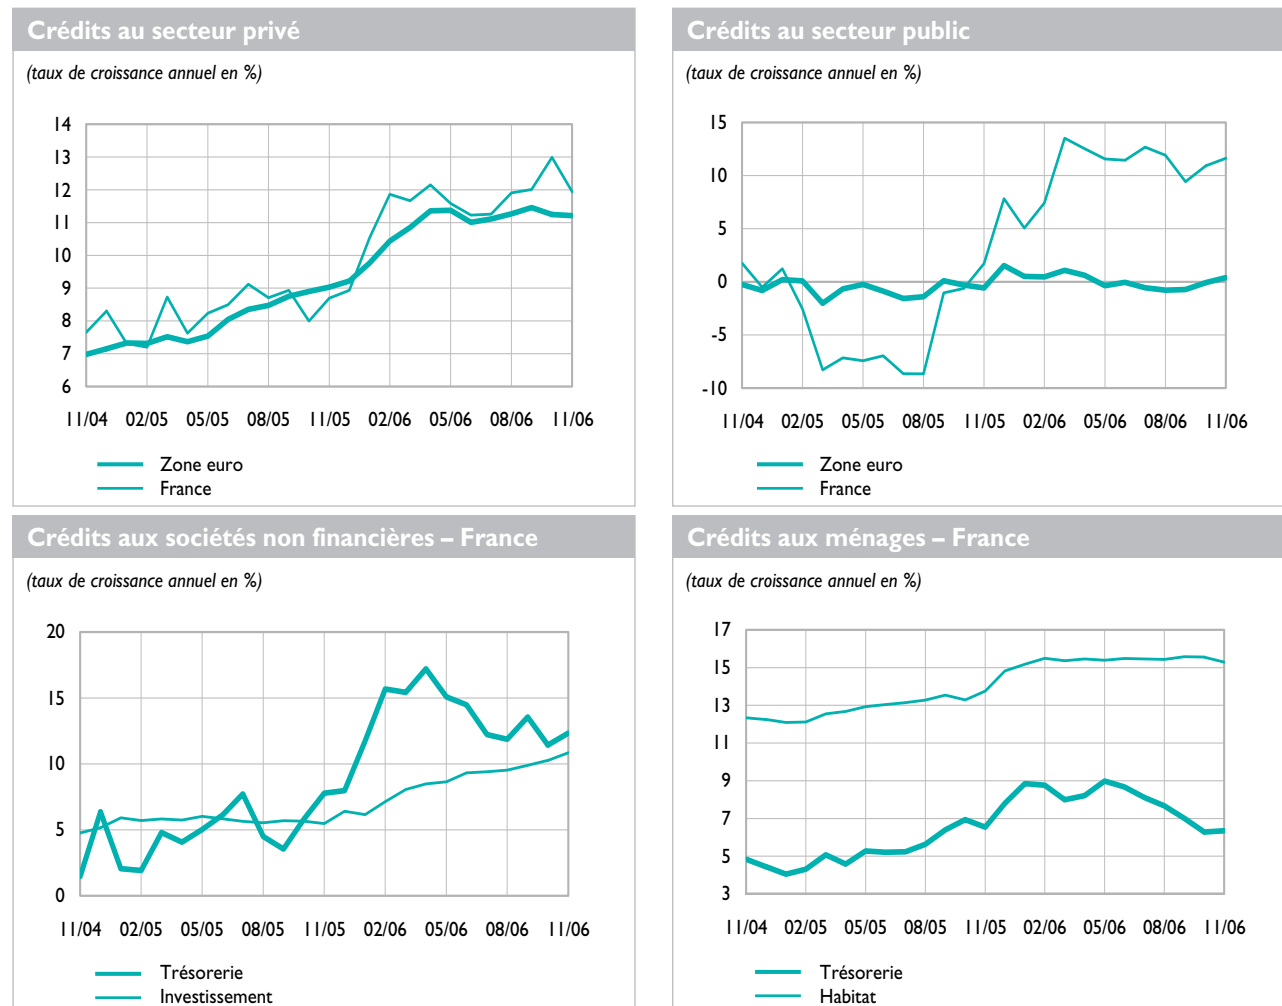 Crédits au secteur privé
(taux de croissance annuel en %)
14
13
12
11
10
9
8
7
6
11/04 02/05 05/05 08/05 11/05 02/06 05/06 08/06 11/06
Zone euro
France
Crédits au secteur public
(taux de croissance annuel en %)
15
10
5
0
-5
-10
11/04 02/05 05/05 08/05 11/05 02/06 05/06 08/06 11/06
Zone euro
France
Crédits aux sociétés non financières – France
(taux de croissance annuel en %)
20
15
10
5
0
11/04 02/05 05/05 08/05 11/05 02/06 05/06 08/06 11/06
Trésorerie
Investissement
Crédits aux ménages – France
(taux de croissance annuel en %)
17
15
13
11
9
7
5
3
11/04 02/05 05/05 08/05 11/05 02/06 05/06 08/06 11/06
Trésorerie
Habitat